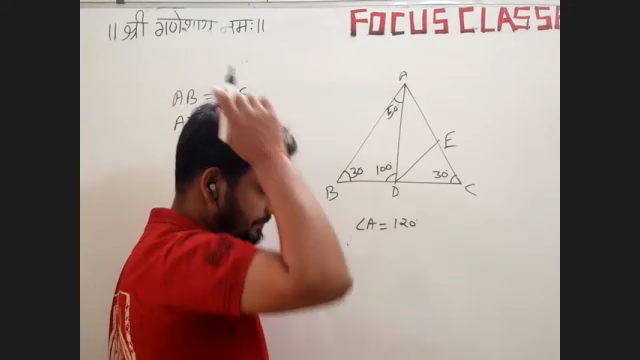 ॥ श्री गणेशाय नमः॥
FOCUS CLASSE
AB =
A
A
50°
E
B
30°
100°
D
30°
C
∠A = 120°